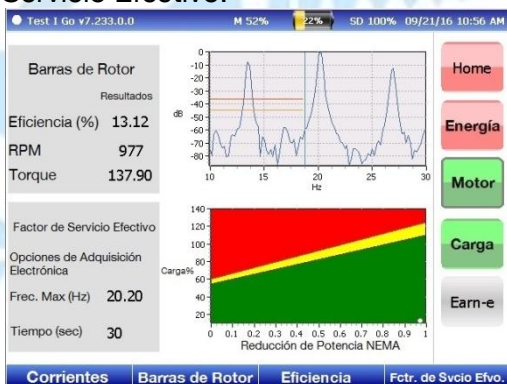 Servicio Efectivo.
Test I Go v7.233.0.0 M 52% 22% SD 100% 09/21/16 10:56 AM
Barras de Rotor
Resultados
Eficiencia (%) 13.12
RPM 977
Torque 137.90
Factor de Servicio Efectivo
Opciones de Adquisición
Electrónica
Frec. Max (Hz) 20.20
Tiempo (sec) 30
0
-10
-20
-30
dB -40
-50
-60
-70
-80
10 15 20 25 30
Hz
140
120
100
Carga% 80
60
40
20
0 0.1 0.2 0.3 0.4 0.5 0.6 0.7 0.8 0.9 1
Reducción de Potencia NEMA
Home
Energía
Motor
Carga
Earn-e
Corrientes Barras de Rotor Eficiencia Fctr. de Svcio Efvo.